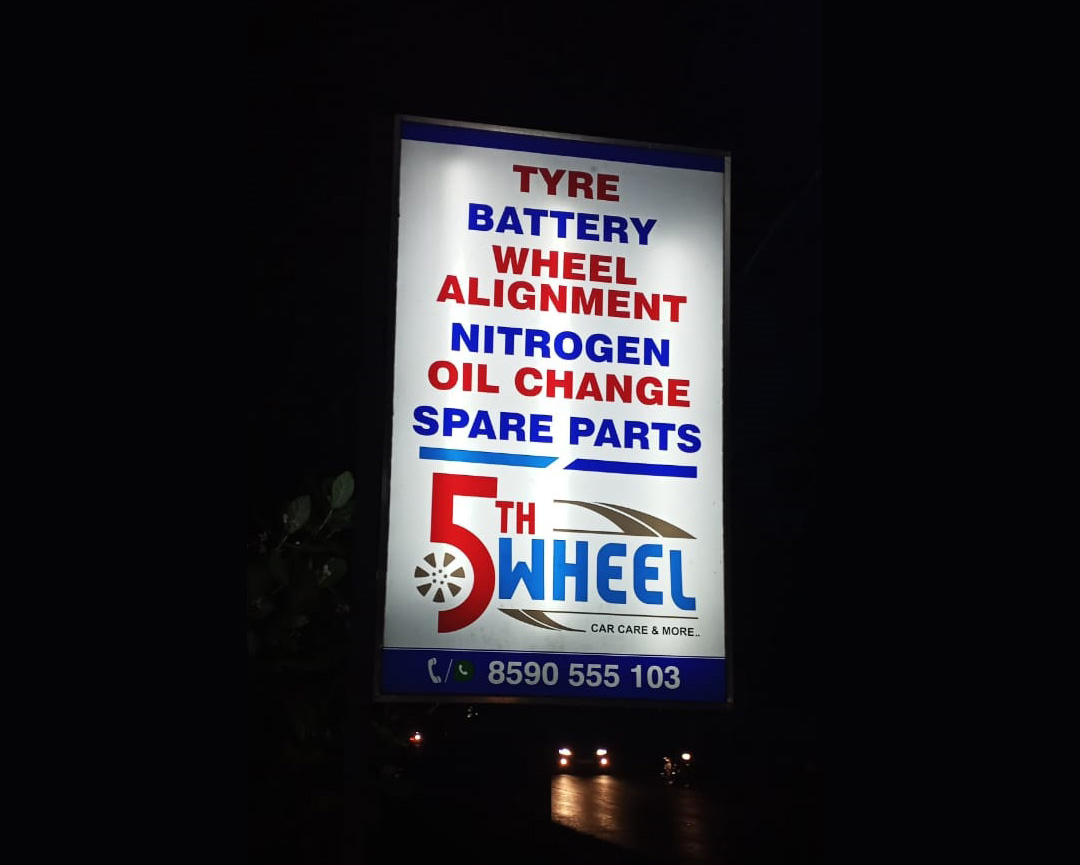 TYRE
BATTERY
WHEEL
ALIGNMENT
NITROGEN
OIL CHANGE
SPARE PARTS
5TH
WHEEL
CAR CARE & MORE..
/ 8590 555 103